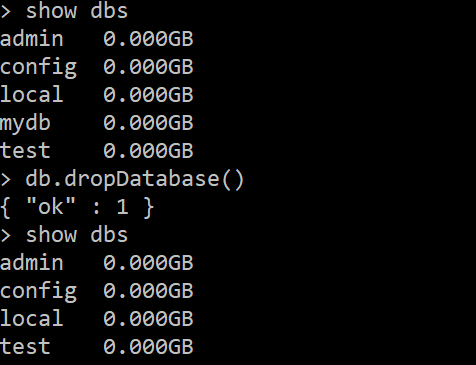 > show dbs
admin   0.000GB
config  0.000GB
local   0.000GB
mydb    0.000GB
test    0.000GB
> db.dropDatabase()
{ "ok" : 1 }
> show dbs
admin   0.000GB
config  0.000GB
local   0.000GB
test    0.000GB